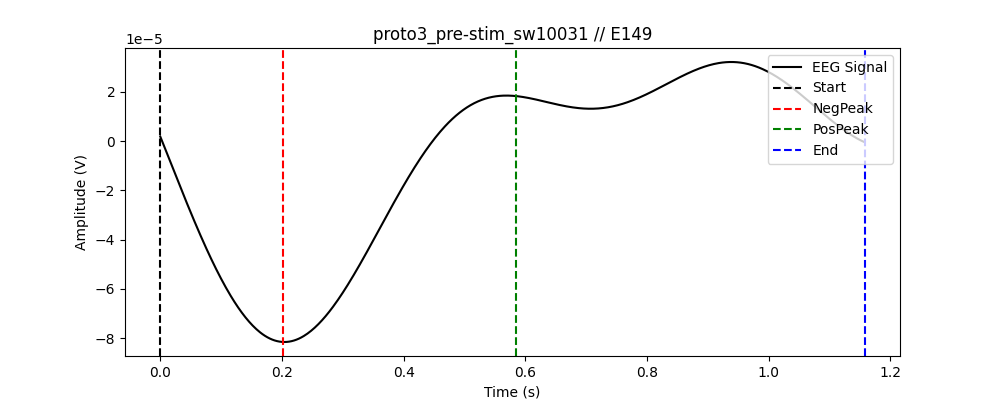 proto3_pre-stim_sw10031 // E149
1e−5
EEG Signal
Start
NegPeak
PosPeak
End
2
0
−2
−4
−6
−8
Amplitude (V)
0.0 0.2 0.4 0.6 0.8 1.0 1.2
Time (s)